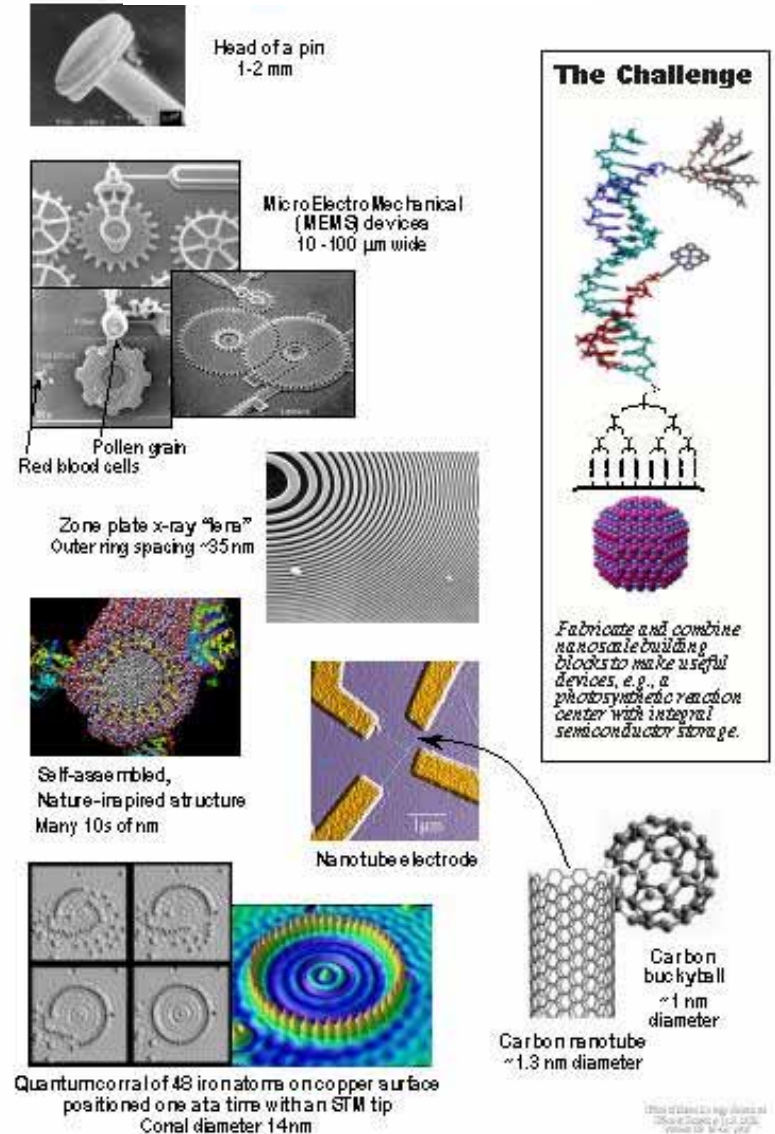 Head of a pin
1-2 mm
The Challenge
MicroElectroMechanical
(MEMS) devices
10 -100 µm wide
Pollen grain
Red blood cells
Zone plate x-ray "lens"
Outer ring spacing ~35 nm
Fabricate and combine
nanoscale building
blocks to make useful
devices, e.g., a
photosynthetic reaction
center with integral
semiconductor storage.
Self-assembled,
Nature-inspired structure
Many 10s of nm
1µm
Nanotube electrode
Carbon
buckyball
~1 nm
diameter
Carbon nanotube
~1.3 nm diameter
Quantum corral of 48 iron atoms on copper surface
positioned one at a time with an STM tip
Corral diameter 14 nm